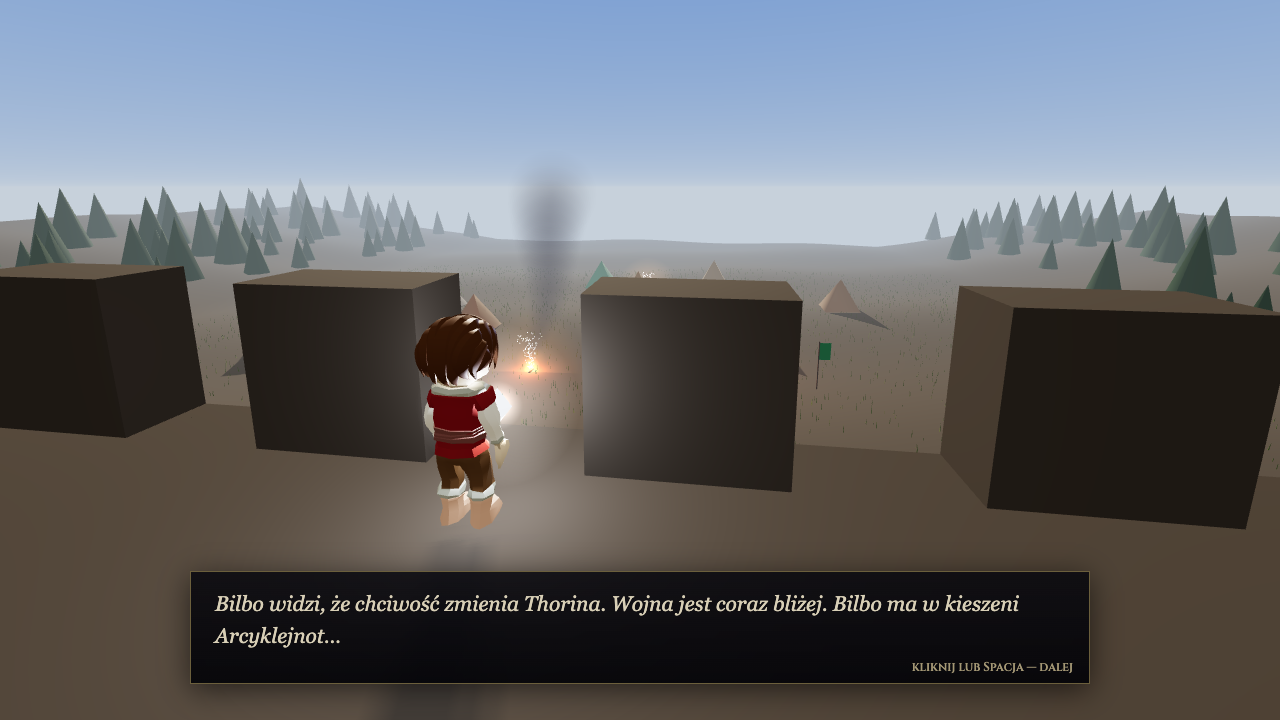 Bilbo widzi, że chciwość zmienia Thorina. Wojna jest coraz bliżej. Bilbo ma w kieszeni
Arcyklejnot...
KLIKNIJ LUB SPACJA — DALEJ